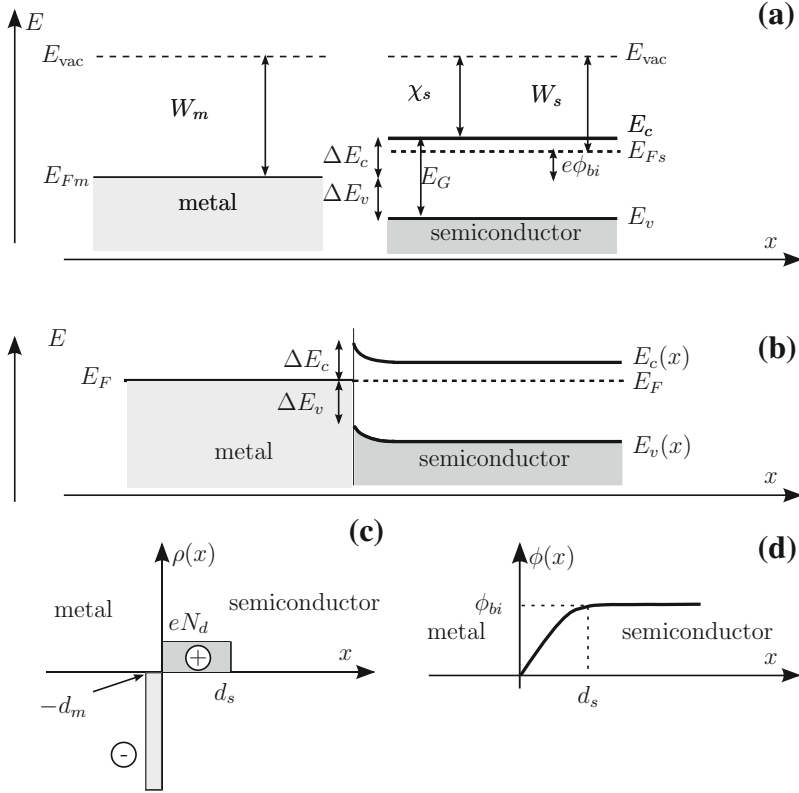 E
(a)
E_vac
E_vac
W_m
χ_s
W_s
E_c
ΔE_c
E_Fs
E_Fm
E_G
eϕ_bi
metal
ΔE_v
E_v
semiconductor
x
E
(b)
ΔE_c
E_c(x)
E_F
E_F
ΔE_v
metal
semiconductor
E_v(x)
x
(c)
(d)
ρ(x)
ϕ(x)
metal
semiconductor
eN_d
ϕ_bi
+
metal
semiconductor
x
x
-d_m
d_s
d_s
-